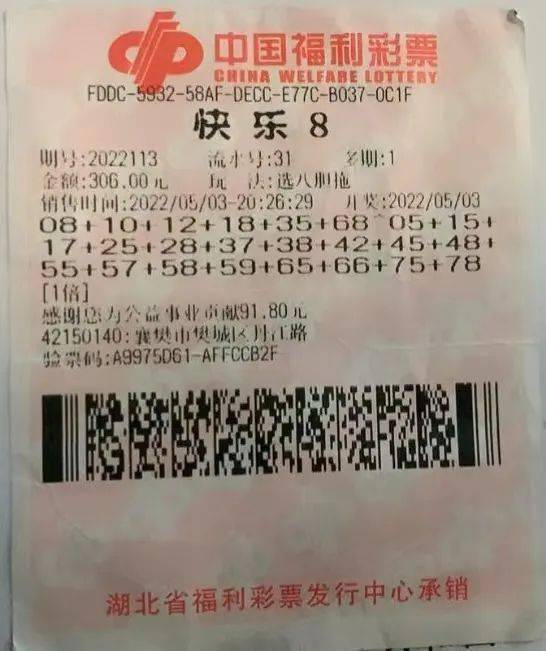 中国福利彩票
CHINA WELFARE LOTTERY
FDDC-5932-58AF-DECC-E77C-B037-0C1F
快乐8
期号:2022113 流水号:31 多期:1
金额:306.00元 玩法:选八胆拖
销售时间:2022/05/03-20:26:29 开奖:2022/05/03
08+10+12+18+35+68~05+15+
17+25+28+37+38+42+45+48+
55+57+58+59+65+66+75+78
[1倍]
感谢您为公益事业贡献91.80元
42150140:襄樊市樊城区丹江路
验票码:A9975D61-AFFCCB2F
湖北省福利彩票发行中心承销